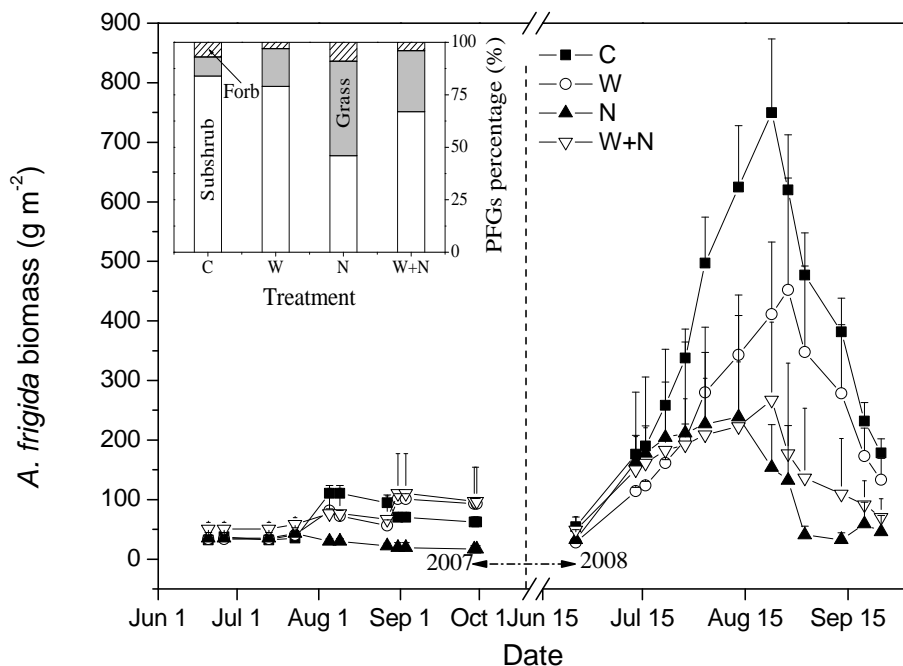 900
800
700
600
500
400
300
200
100
0
A. frigida biomass (g m-2)
Jun 1
Jul 1
Aug 1
Sep 1
Oct 1
Jun 15
Jul 15
Aug 15
Sep 15
Date
2007
2008
C
W
N
W+N
Subshrub
Forb
Grass
100
75
50
25
0
PFGs percentage (%)
C
W
N
W+N
Treatment